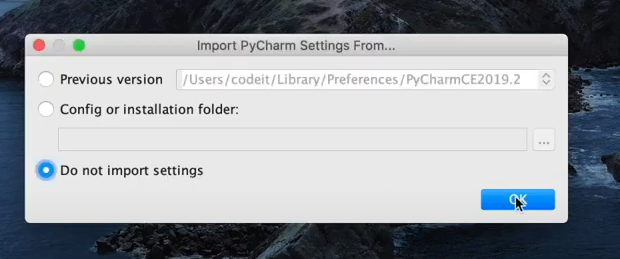 Import PyCharm Settings From...
Previous version /Users/codeit/Library/Preferences/PyCharmCE2019.2
Config or installation folder:
...
Do not import settings
OK